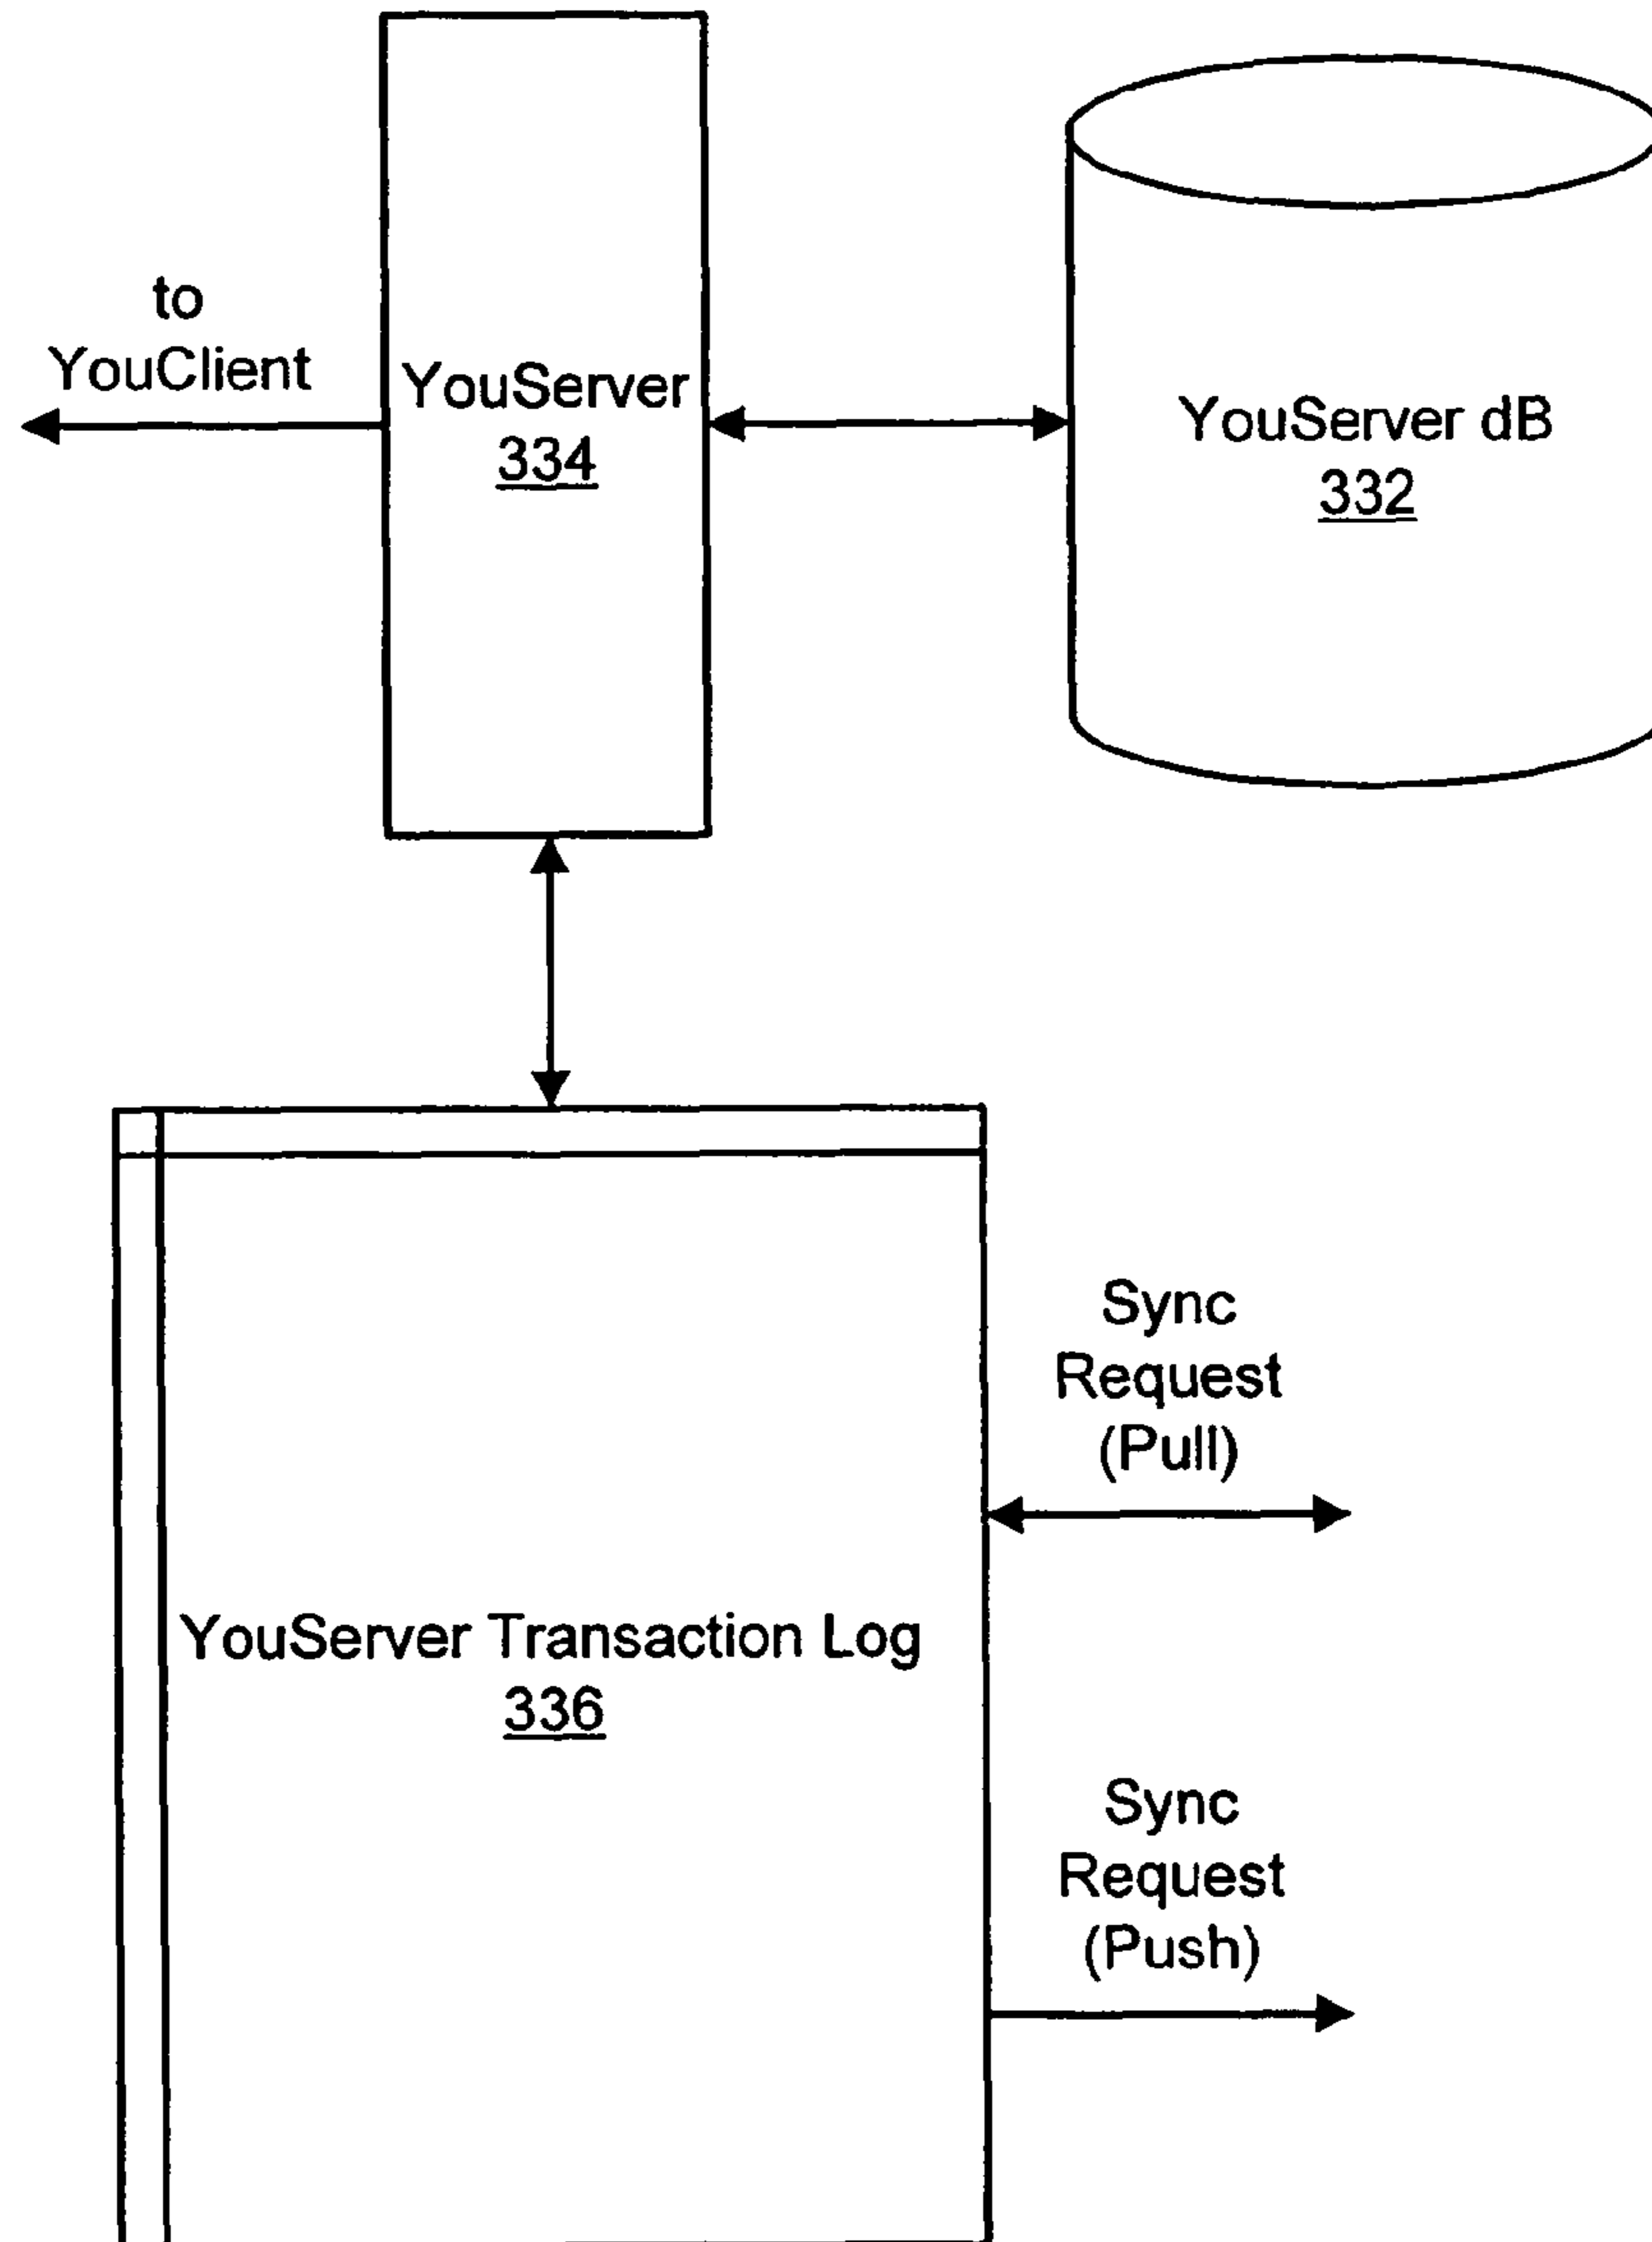 to
YouClient
YouServer
334
YouServer dB
332
Sync
Request
(Pull)
YouServer Transaction Log
336
Sync
Request
(Push)